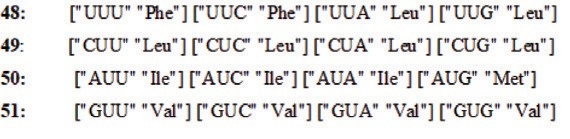 48: ["UUU" "Phe"] ["UUC" "Phe"] ["UUA" "Leu"] ["UUG" "Leu"]
49: ["CUU" "Leu"] ["CUC" "Leu"] ["CUA" "Leu"] ["CUG" "Leu"]
50: ["AUU" "Ile"] ["AUC" "Ile"] ["AUA" "Ile"] ["AUG" "Met"]
51: ["GUU" "Val"] ["GUC" "Val"] ["GUA" "Val"] ["GUG" "Val"]